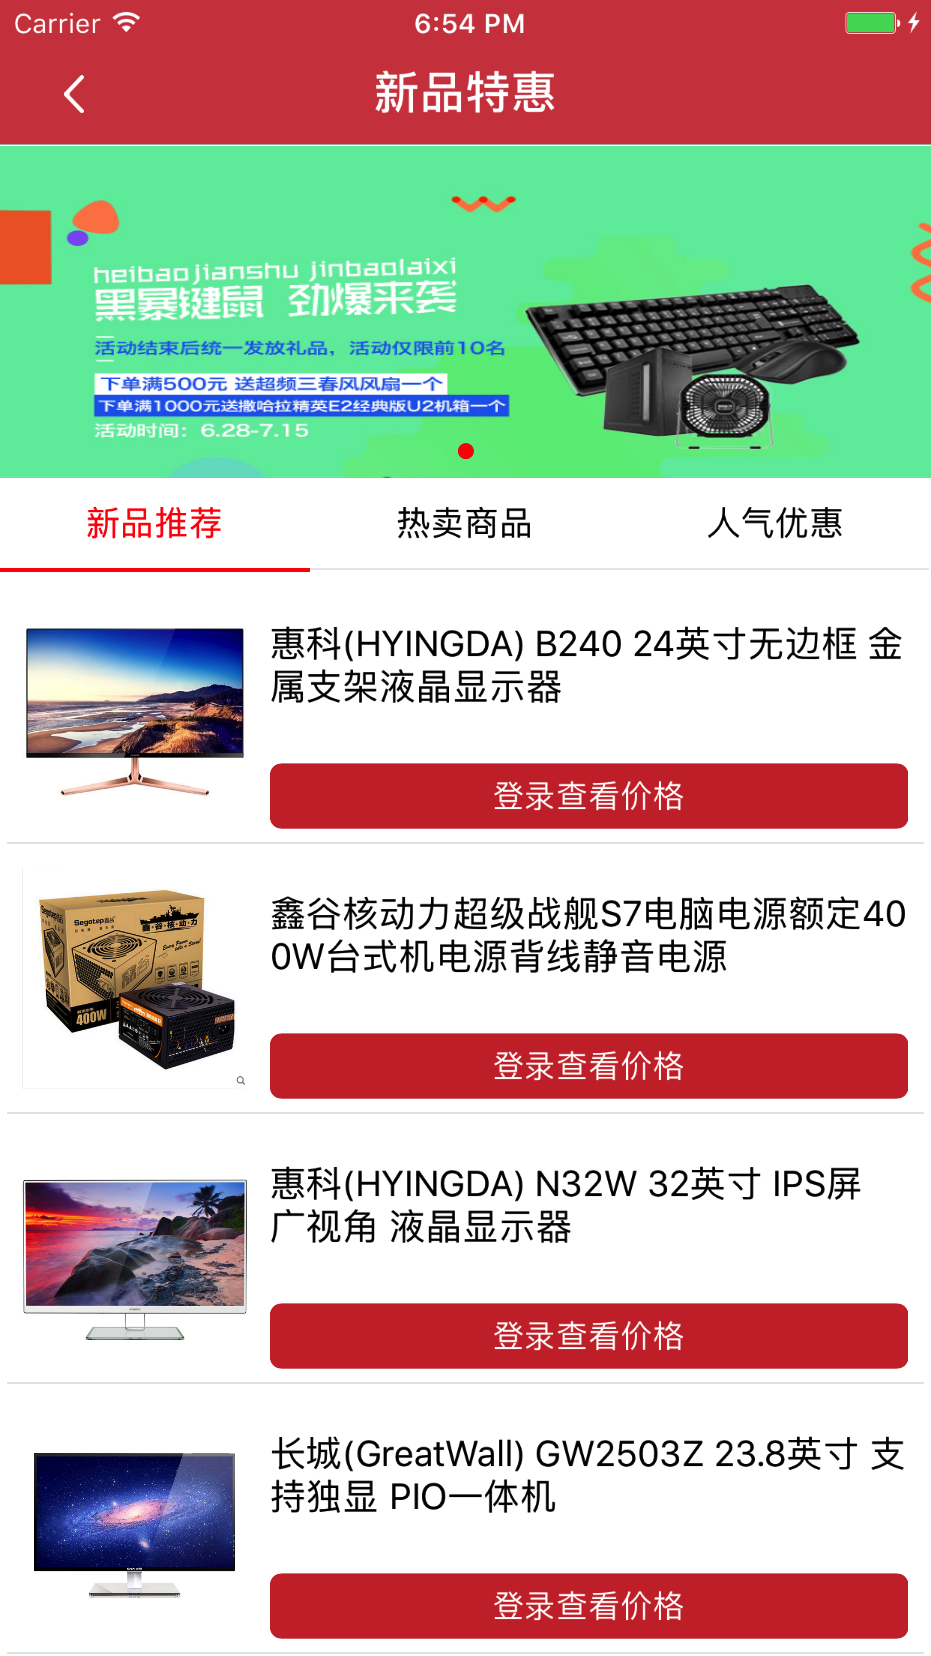 Carrier 6:54 PM
新品特惠
heibaojianshu jinbaolaixi
黑暴键鼠 劲爆来袭
活动结束后统一发放礼品，活动仅限前10名
下单满500元 送超频三春风风扇一个
下单满1000元送撒哈拉精英E2经典版U2机箱一个
活动时间：6.28-7.15
新品推荐 热卖商品 人气优惠
惠科(HYINGDA) B240 24英寸无边框 金
属支架液晶显示器
登录查看价格
Segotep
鑫·谷·核·动·力
400W
鑫谷核动力超级战舰S7电脑电源额定40
0W台式机电源背线静音电源
登录查看价格
惠科(HYINGDA) N32W 32英寸 IPS屏
广视角 液晶显示器
登录查看价格
长城(GreatWall) GW2503Z 23.8英寸 支
持独显 PIO一体机
登录查看价格